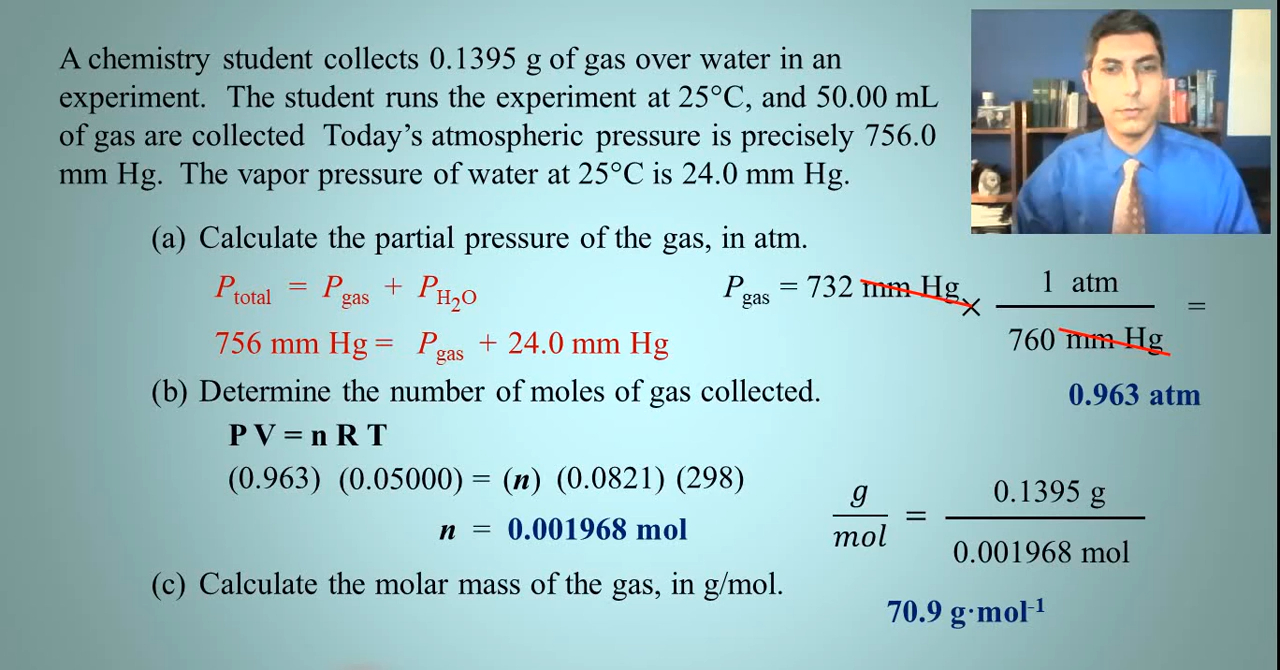 A chemistry student collects 0.1395 g of gas over water in an
experiment. The student runs the experiment at 25°C, and 50.00 mL
of gas are collected Today's atmospheric pressure is precisely 756.0
mm Hg. The vapor pressure of water at 25°C is 24.0 mm Hg.
(a) Calculate the partial pressure of the gas, in atm.
P_total = P_gas + P_H₂O
756 mm Hg = P_gas + 24.0 mm Hg
P_gas = 732 mm Hg × 1 atm / 760 mm Hg =
0.963 atm
(b) Determine the number of moles of gas collected.
P V = n R T
(0.963) (0.05000) = (n) (0.0821) (298)
n = 0.001968 mol
(c) Calculate the molar mass of the gas, in g/mol.
g / mol = 0.1395 g / 0.001968 mol
70.9 g·mol⁻¹